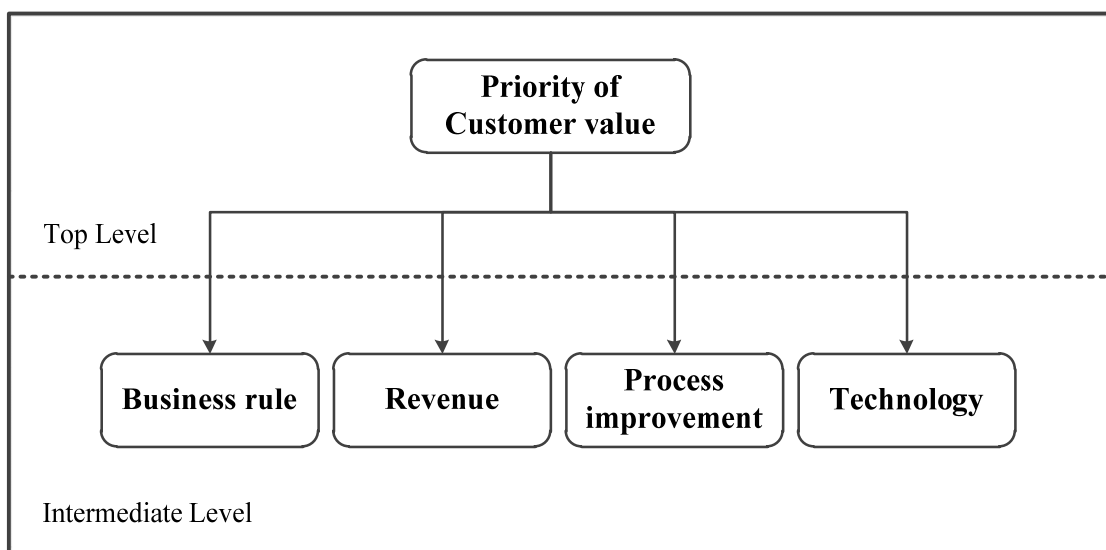 Priority of
Customer value
Top Level
Business rule
Revenue
Process
improvement
Technology
Intermediate Level